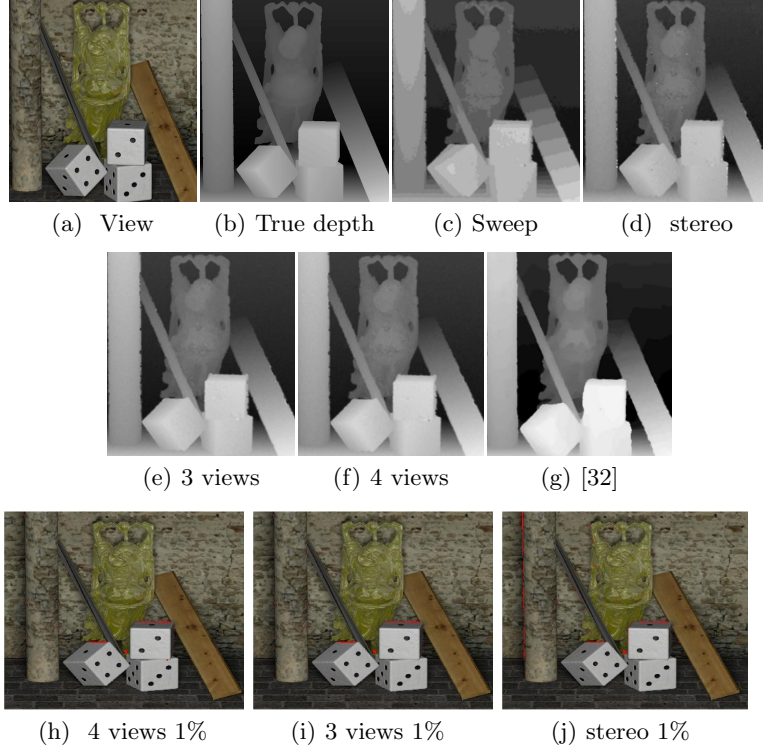 (a) View
(b) True depth
(c) Sweep
(d) stereo
(e) 3 views
(f) 4 views
(g) [32]
(h) 4 views 1%
(i) 3 views 1%
(j) stereo 1%